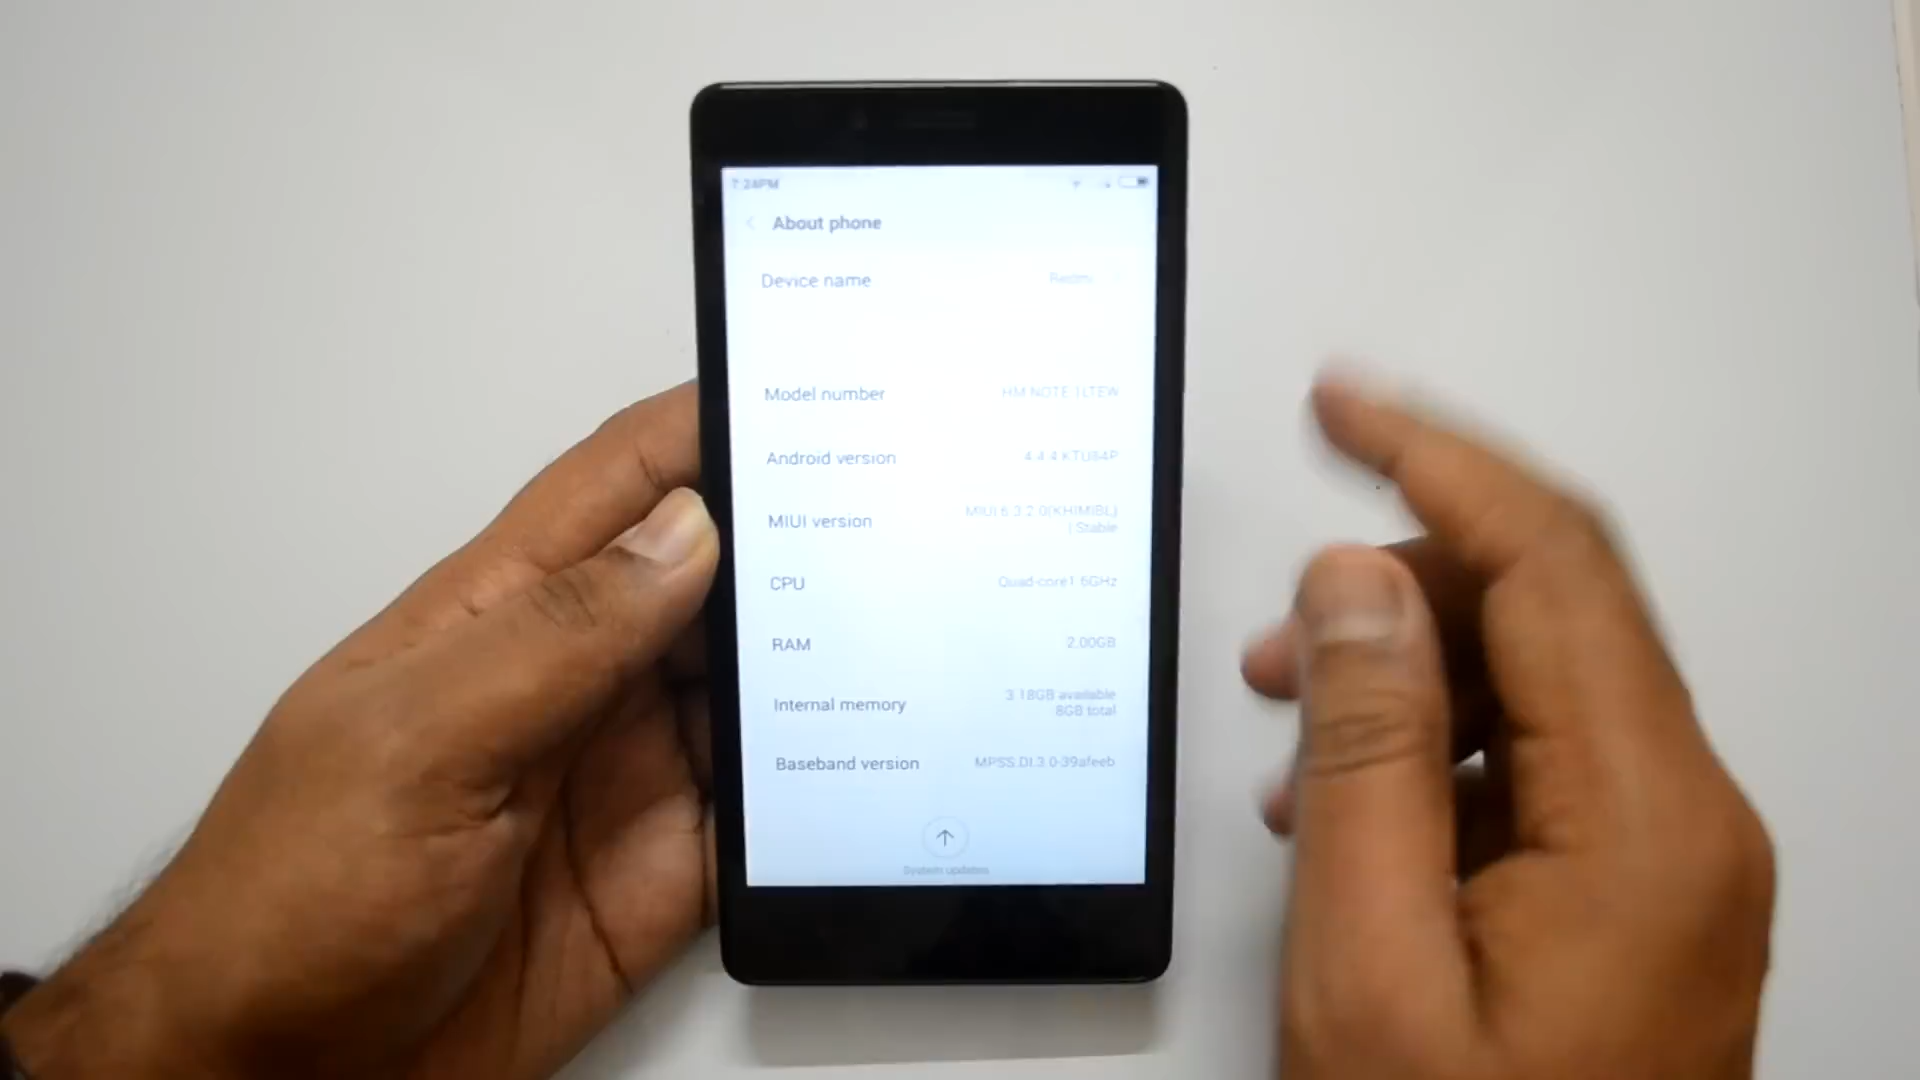 7:24PM
About phone
Device name Redmi
Model number HM NOTE 1LTEW
Android version 4.4.4 KTU84P
MIUI version MIUI 6.3.2.0(KHIMIBL)
| Stable
CPU Quad-core1.6GHz
RAM 2.00GB
Internal memory 3.18GB available
8GB total
Baseband version MPSS.DI.3.0-39afeeb
System updates